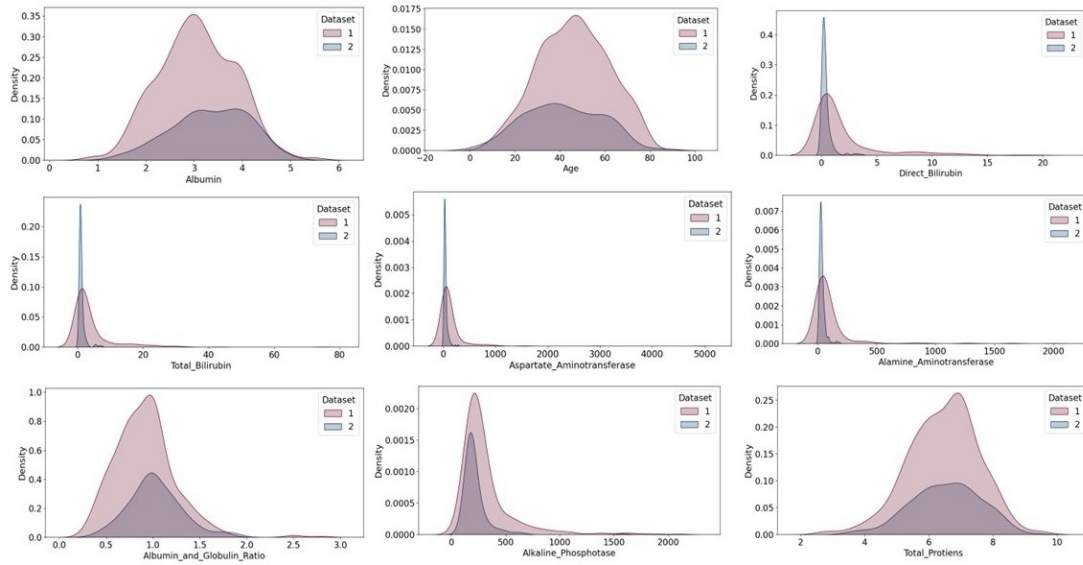 Density
0.35
0.30
0.25
0.20
0.15
0.10
0.05
0.00
0 1 2 3 4 5 6
Albumin
Dataset
1
2
Density
0.0175
0.0150
0.0125
0.0100
0.0075
0.0050
0.0025
0.0000
−20 0 20 40 60 80 100
Age
Dataset
1
2
Density
0.4
0.3
0.2
0.1
0.0
0 5 10 15 20
Direct_Bilirubin
Dataset
1
2
Density
0.20
0.15
0.10
0.05
0.00
0 20 40 60 80
Total_Bilirubin
Dataset
1
2
Density
0.005
0.004
0.003
0.002
0.001
0.000
0 1000 2000 3000 4000 5000
Aspartate_Aminotransferase
Dataset
1
2
Density
0.007
0.006
0.005
0.004
0.003
0.002
0.001
0.000
0 500 1000 1500 2000
Alamine_Aminotransferase
Dataset
1
2
Density
1.0
0.8
0.6
0.4
0.2
0.0
0.0 0.5 1.0 1.5 2.0 2.5 3.0
Albumin_and_Globulin_Ratio
Dataset
1
2
Density
0.0020
0.0015
0.0010
0.0005
0.0000
0 500 1000 1500 2000
Alkaline_Phosphotase
Dataset
1
2
Density
0.25
0.20
0.15
0.10
0.05
0.00
2 4 6 8 10
Total_Protiens
Dataset
1
2